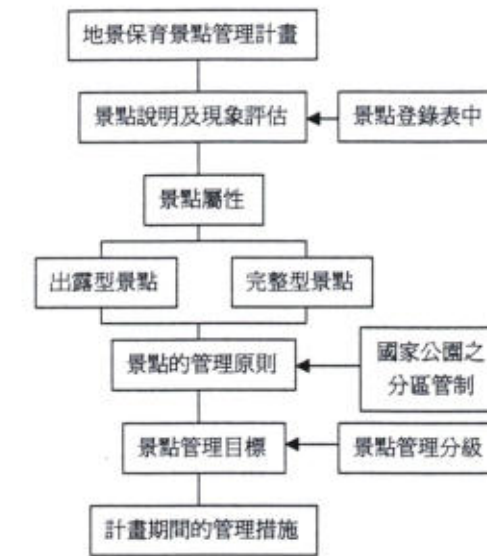 地景保育景點管理計畫
景點說明及現象評估
景點登錄表中
景點屬性
出露型景點
完整型景點
景點的管理原則
國家公園之
分區管制
景點管理目標
景點管理分級
計畫期間的管理措施